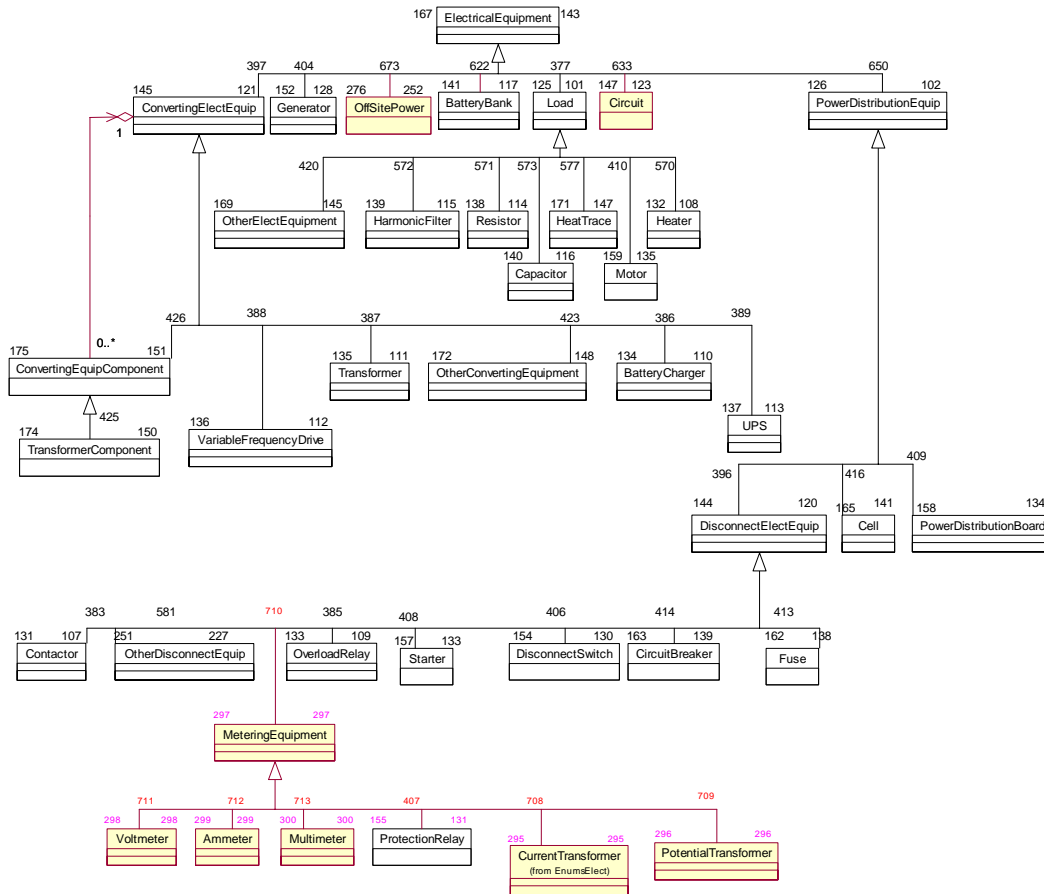 167 143
ElectricalEquipment
397 404 673 622 377 633 650
145 121 152 128 276 252 141 117 125 101 147 123 126 102
ConvertingElectEquip Generator OffSitePower BatteryBank Load Circuit PowerDistributionEquip
1
420 572 571 573 577 410 570
169 145 139 115 138 114 171 147 132 108
OtherElectEquipment HarmonicFilter Resistor HeatTrace Heater
140 116 159 135
Capacitor Motor
426 388 387 423 386 389
0..*
175 151 135 111 172 148 134 110
ConvertingEquipComponent Transformer OtherConvertingEquipment BatteryCharger
425
136 112 137 113
174 150 VariableFrequencyDrive UPS
TransformerComponent
396 416 409
144 120 165 141 158 134
DisconnectElectEquip Cell PowerDistributionBoard
383 581 710 385 408 406 414 413
131 107 251 227 133 109 157 133 154 130 163 139 162 138
Contactor OtherDisconnectEquip OverloadRelay Starter DisconnectSwitch CircuitBreaker Fuse
297 297
MeteringEquipment
711 712 713 407 708 709
298 298 299 299 300 300 155 131 295 295 296 296
Voltmeter Ammeter Multimeter ProtectionRelay CurrentTransformer PotentialTransformer
(from EnumsElect)